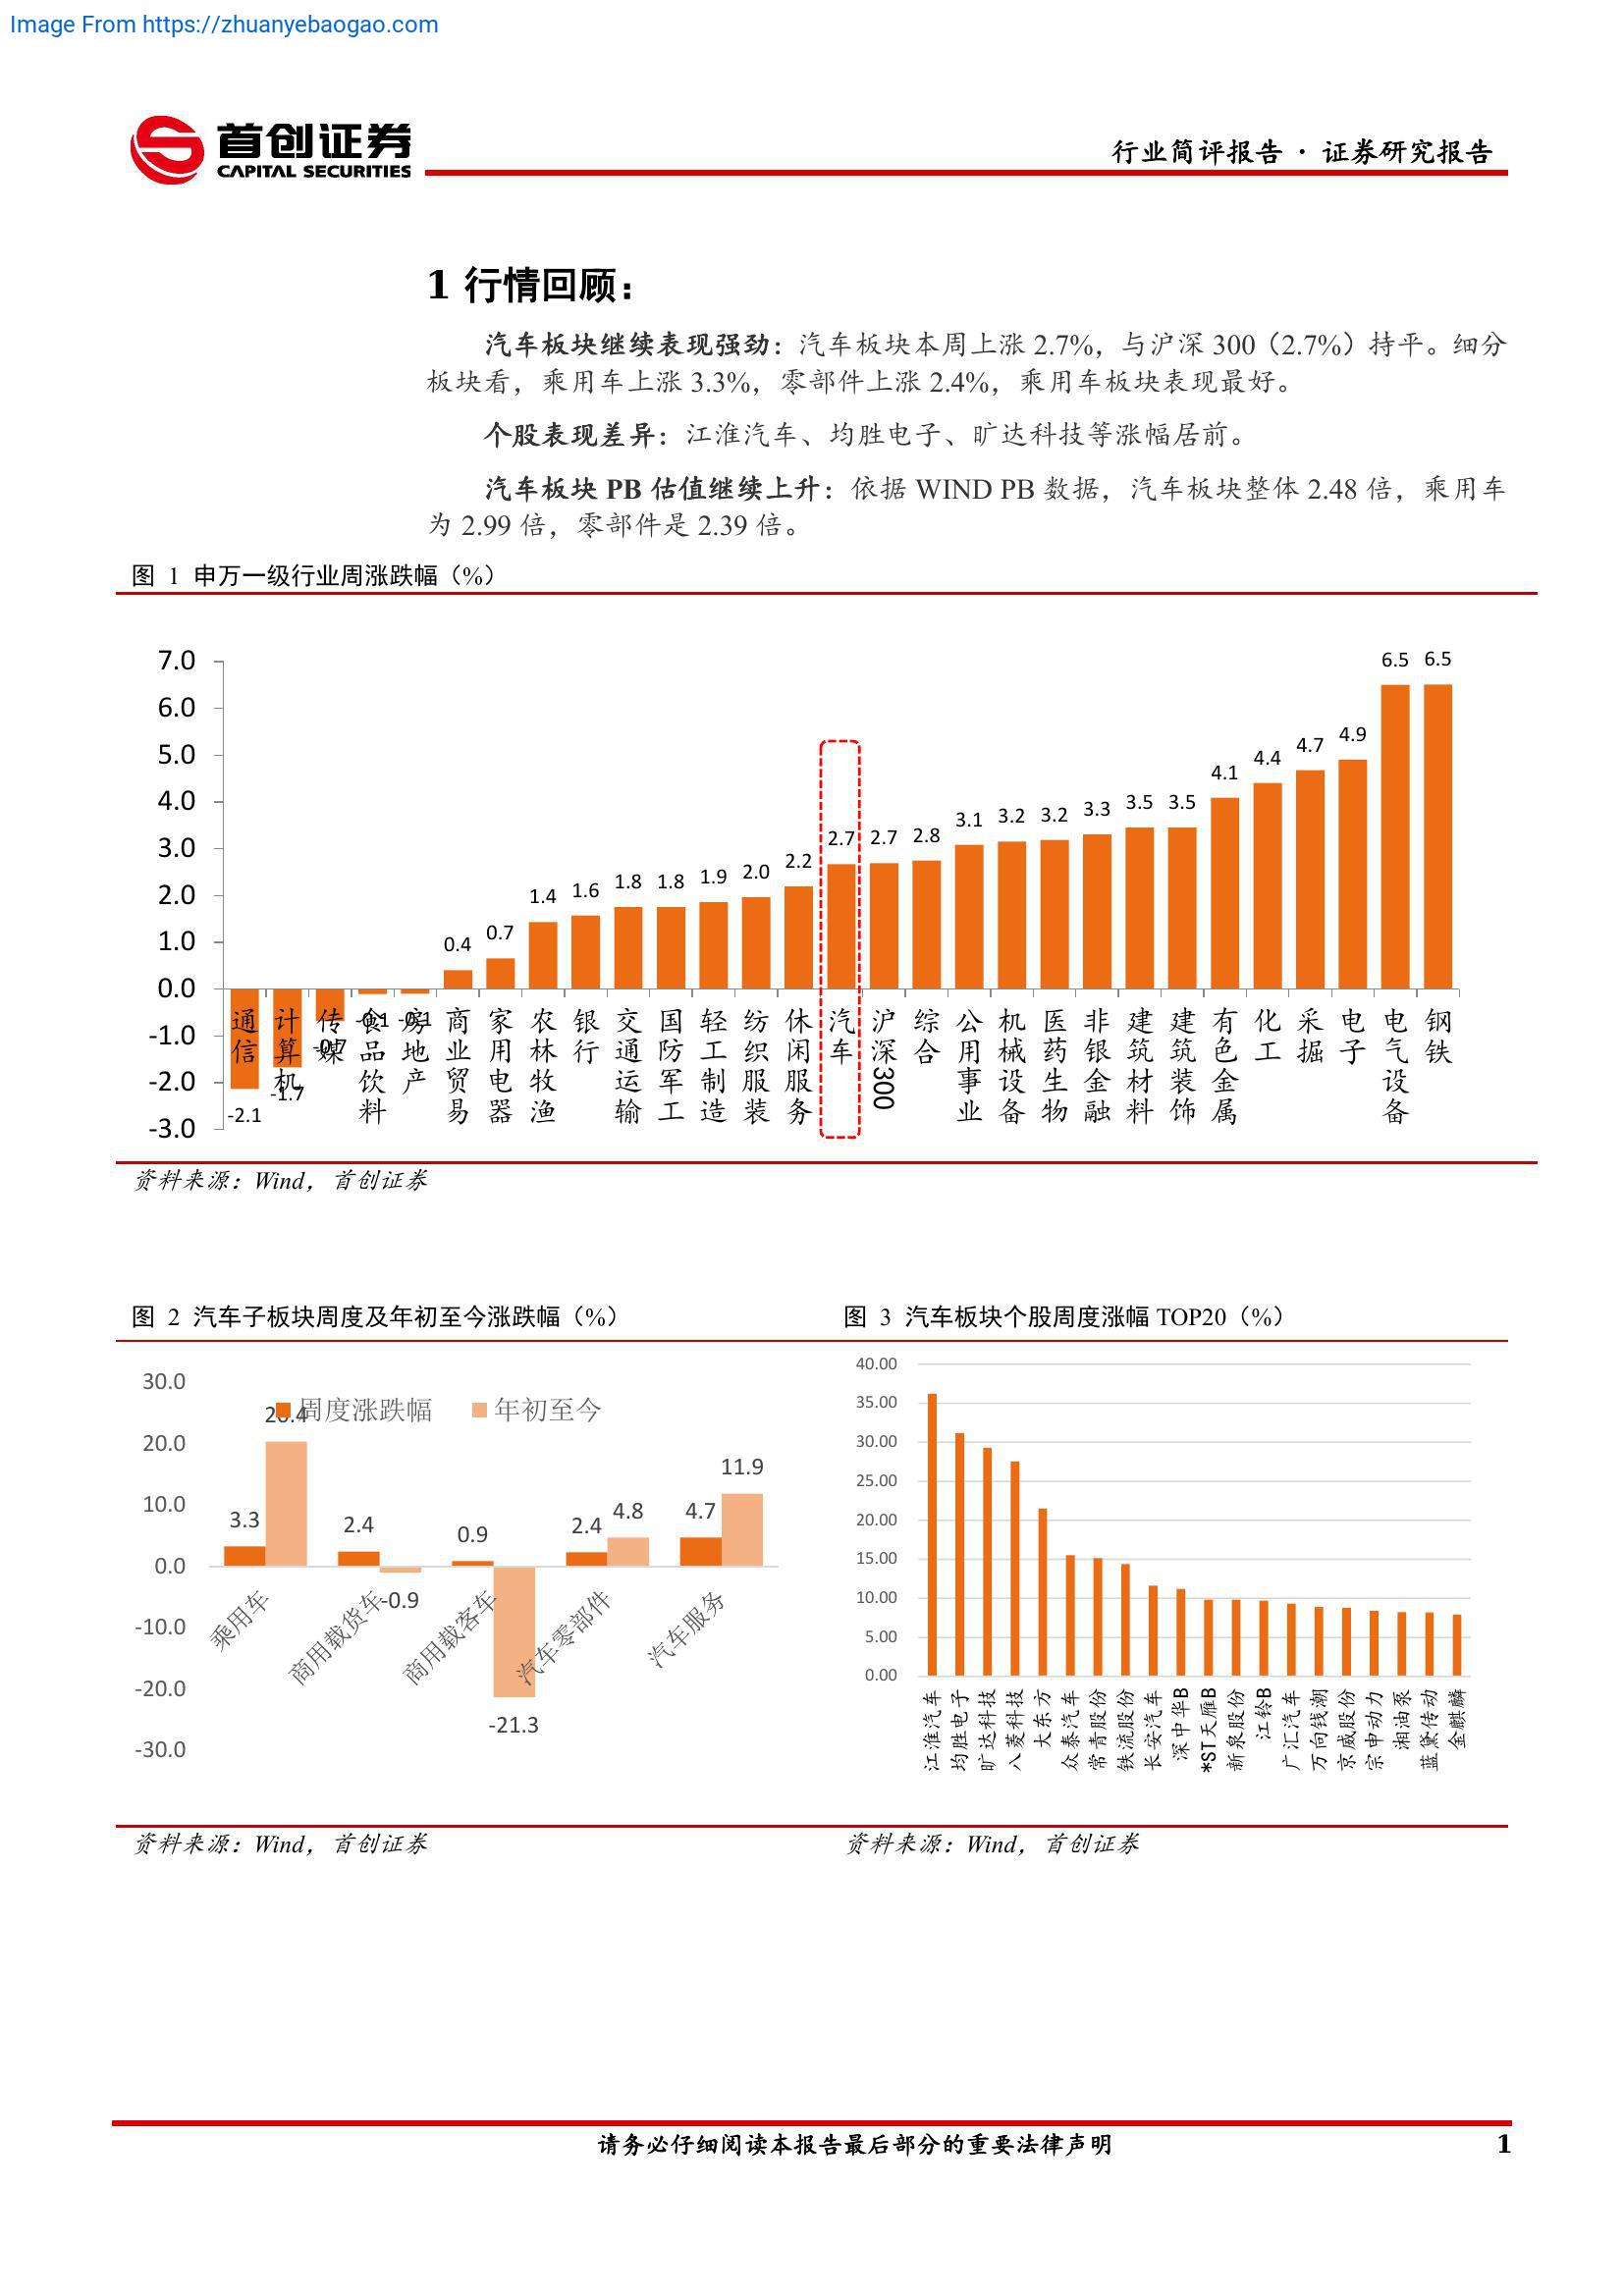 Image From https://zhuanyebaogao.com
首创证券
CAPITAL SECURITIES
行业简评报告 · 证券研究报告
1 行情回顾：
汽车板块继续表现强劲：汽车板块本周上涨 2.7%，与沪深 300（2.7%）持平。细分
板块看，乘用车上涨 3.3%，零部件上涨 2.4%，乘用车板块表现最好。
个股表现差异：江淮汽车、均胜电子、旷达科技等涨幅居前。
汽车板块 PB 估值继续上升：依据 WIND PB 数据，汽车板块整体 2.48 倍，乘用车
为 2.99 倍，零部件是 2.39 倍。
图 1 申万一级行业周涨跌幅（%）
7.0
6.0
5.0
4.0
3.0
2.0
1.0
0.0
-1.0
-2.0
-3.0
-2.1 -1.7 -0.7 -0.1 -0.1 0.4 0.7 1.4 1.6 1.8 1.8 1.9 2.0 2.2 2.7 2.7 2.8 3.1 3.2 3.2 3.3 3.5 3.5 4.1 4.4 4.7 4.9 6.5 6.5
通信 计算机 传媒 食品饮料 房地产 商业贸易 家用电器 农林牧渔 银行 交通运输 国防军工 轻工制造 纺织服装 休闲服务 汽车 沪深300 综合 公用事业 机械设备 医药生物 非银金融 建筑材料 建筑装饰 有色金属 化工 采掘 电子 电气设备 钢铁
资料来源：Wind，首创证券
图 2 汽车子板块周度及年初至今涨跌幅（%）
30.0
20.0
10.0
0.0
-10.0
-20.0
-30.0
周度涨跌幅 年初至今
3.3 20.4 2.4 -0.9 0.9 -21.3 2.4 4.8 4.7 11.9
乘用车 商用载货车 商用载客车 汽车零部件 汽车服务
资料来源：Wind，首创证券
图 3 汽车板块个股周度涨幅 TOP20（%）
40.00
35.00
30.00
25.00
20.00
15.00
10.00
5.00
0.00
江淮汽车 均胜电子 旷达科技 八菱科技 大东方 众泰汽车 常青股份 铁流股份 长安汽车 深中华B *ST天雁B 新泉股份 江铃B 广汇汽车 万向钱潮 京威股份 宗申动力 湘油泵 蓝黛传动 金麒麟
资料来源：Wind，首创证券
请务必仔细阅读本报告最后部分的重要法律声明
1